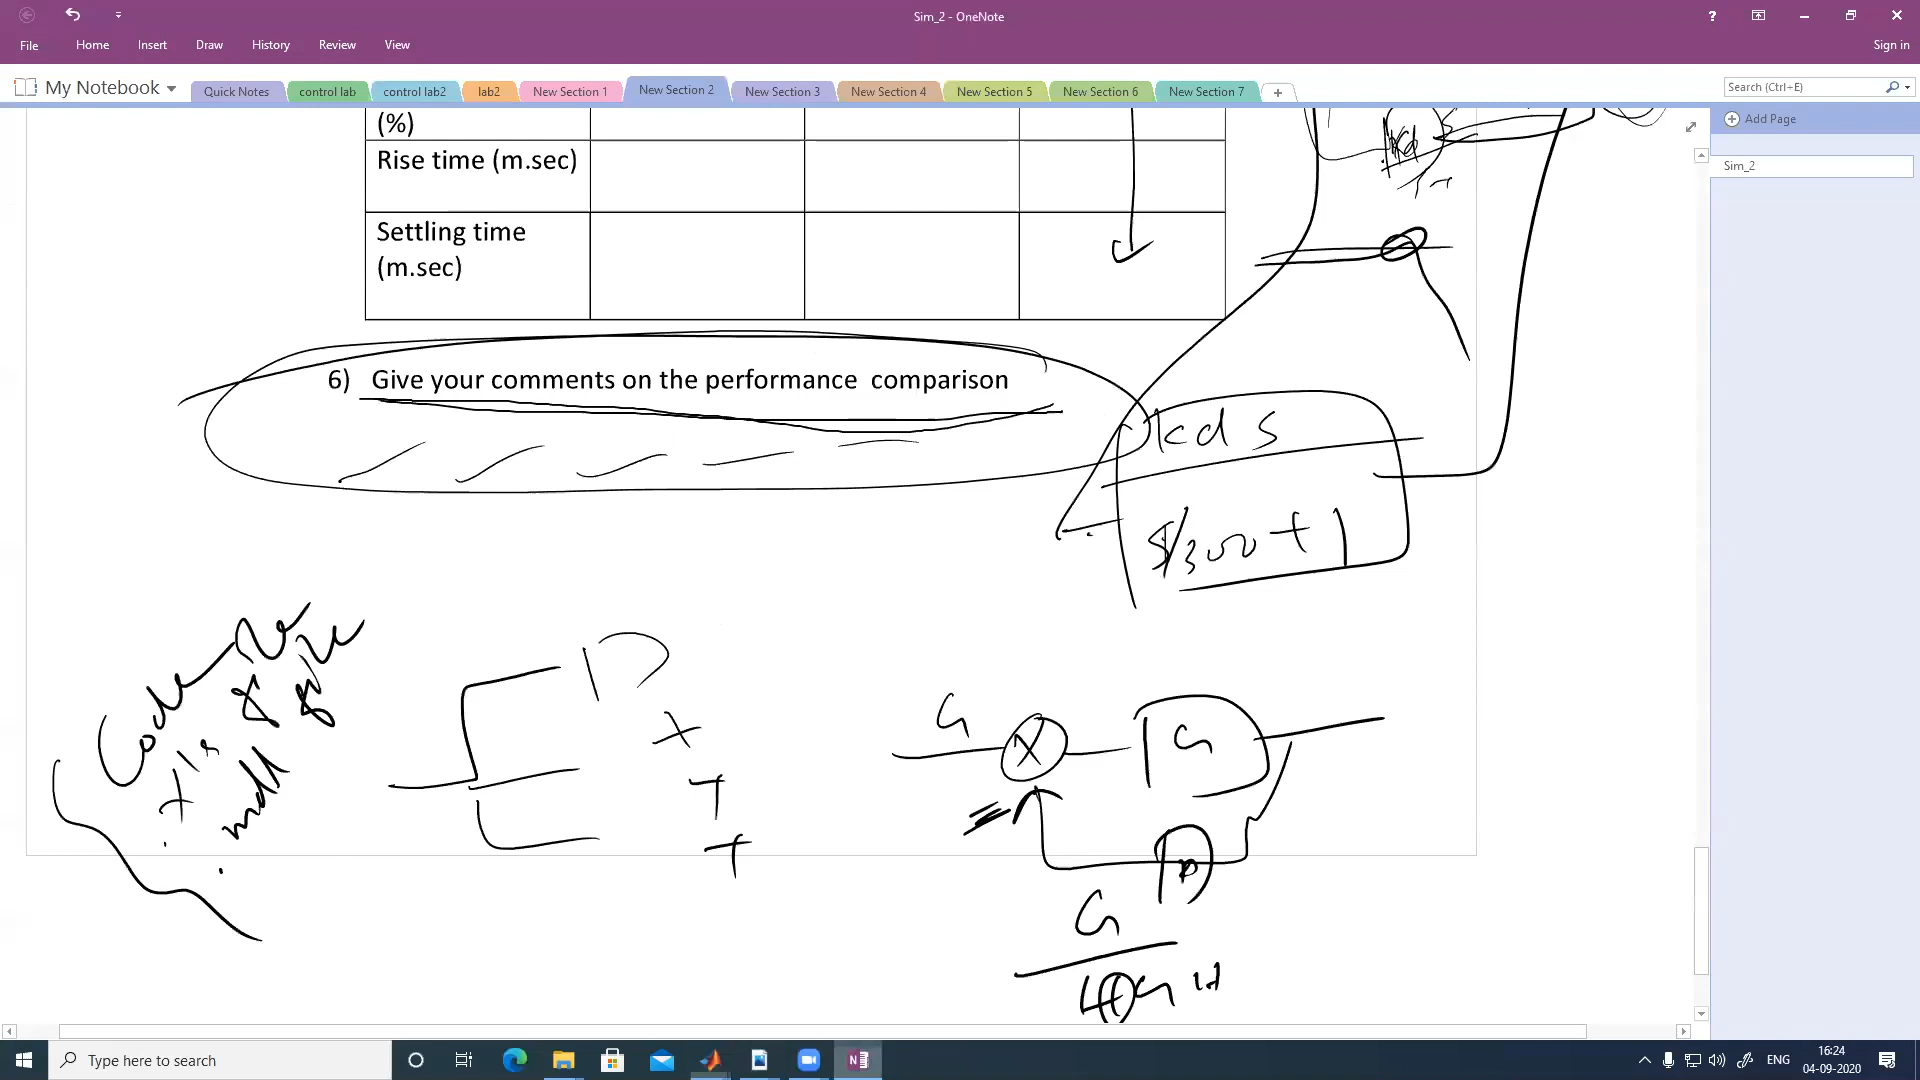 Sim_2 - OneNote
?
File Home Insert Draw History Review View
Sign in
My Notebook Quick Notes control lab control lab2 lab2 New Section 1 New Section 2 New Section 3 New Section 4 New Section 5 New Section 6 New Section 7 +
Search (Ctrl+E)
Add Page
Sim_2
(%)
Rise time (m.sec)
Settling time
(m.sec)
kd
6) Give your comments on the performance comparison
kd s
s/300 + 1
Code
+
+
+
G
X
G
G
Type here to search
ENG
16:24
04-09-2020